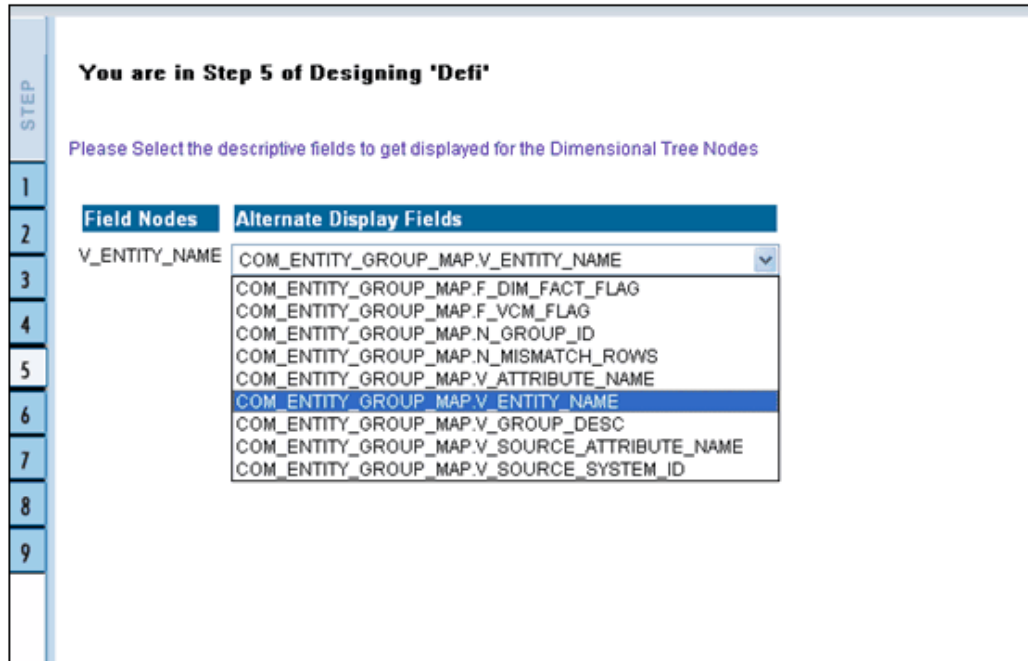 You are in Step 5 of Designing 'Defi'
STEP
Please Select the descriptive fields to get displayed for the Dimensional Tree Nodes
1
2
3
4
5
6
7
8
9
Field Nodes Alternate Display Fields
V_ENTITY_NAME COM_ENTITY_GROUP_MAP.V_ENTITY_NAME
COM_ENTITY_GROUP_MAP.F_DIM_FACT_FLAG
COM_ENTITY_GROUP_MAP.F_VCM_FLAG
COM_ENTITY_GROUP_MAP.N_GROUP_ID
COM_ENTITY_GROUP_MAP.N_MISMATCH_ROWS
COM_ENTITY_GROUP_MAP.V_ATTRIBUTE_NAME
COM_ENTITY_GROUP_MAP.V_ENTITY_NAME
COM_ENTITY_GROUP_MAP.V_GROUP_DESC
COM_ENTITY_GROUP_MAP.V_SOURCE_ATTRIBUTE_NAME
COM_ENTITY_GROUP_MAP.V_SOURCE_SYSTEM_ID